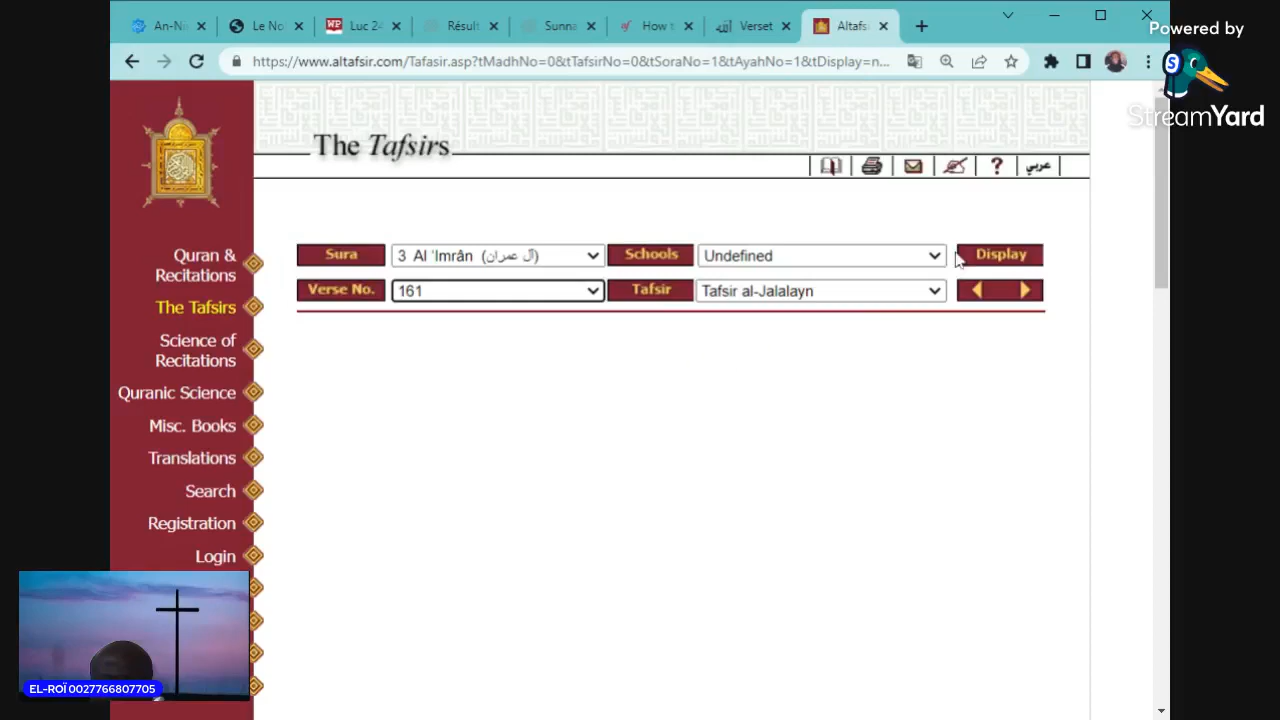 An-Ni
Le No
WP
Luc 24
Résult
Sunna
How t
Verset
Altafs
Powered by
https://www.altafsir.com/Tafasir.asp?tMadhNo=0&tTafsirNo=0&tSoraNo=1&tAyahNo=1&tDisplay=n...
S
StreamYard
The Tafsirs
?
عربي
Sura
3 Al 'Imrân (آل عمران)
Schools
Undefined
Display
Verse No.
161
Tafsir
Tafsir al-Jalalayn
Quran &
Recitations
The Tafsirs
Science of
Recitations
Quranic Science
Misc. Books
Translations
Search
Registration
Login
EL-ROÏ 0027766807705